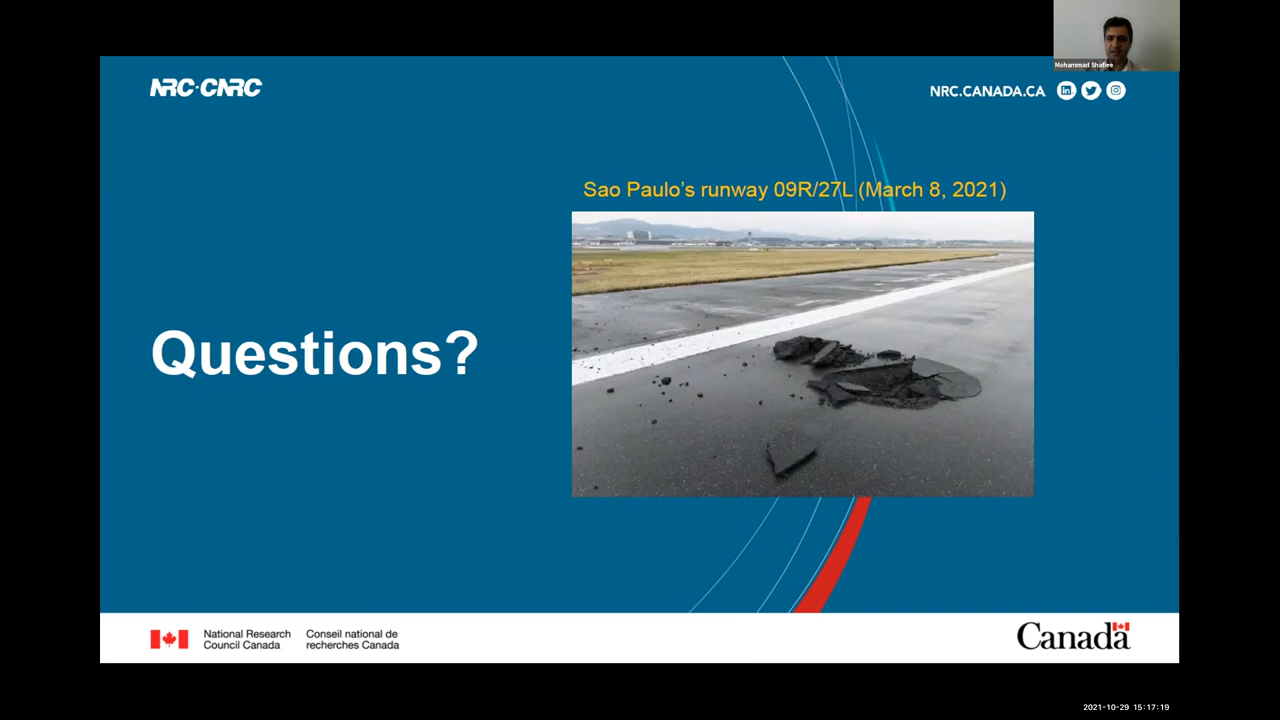 Mohammad Shafiee
NRC·CNRC
NRC.CANADA.CA
Sao Paulo’s runway 09R/27L (March 8, 2021)
Questions?
National Research
Council Canada
Conseil national de
recherches Canada
Canada
2021-10-29 15:17:19